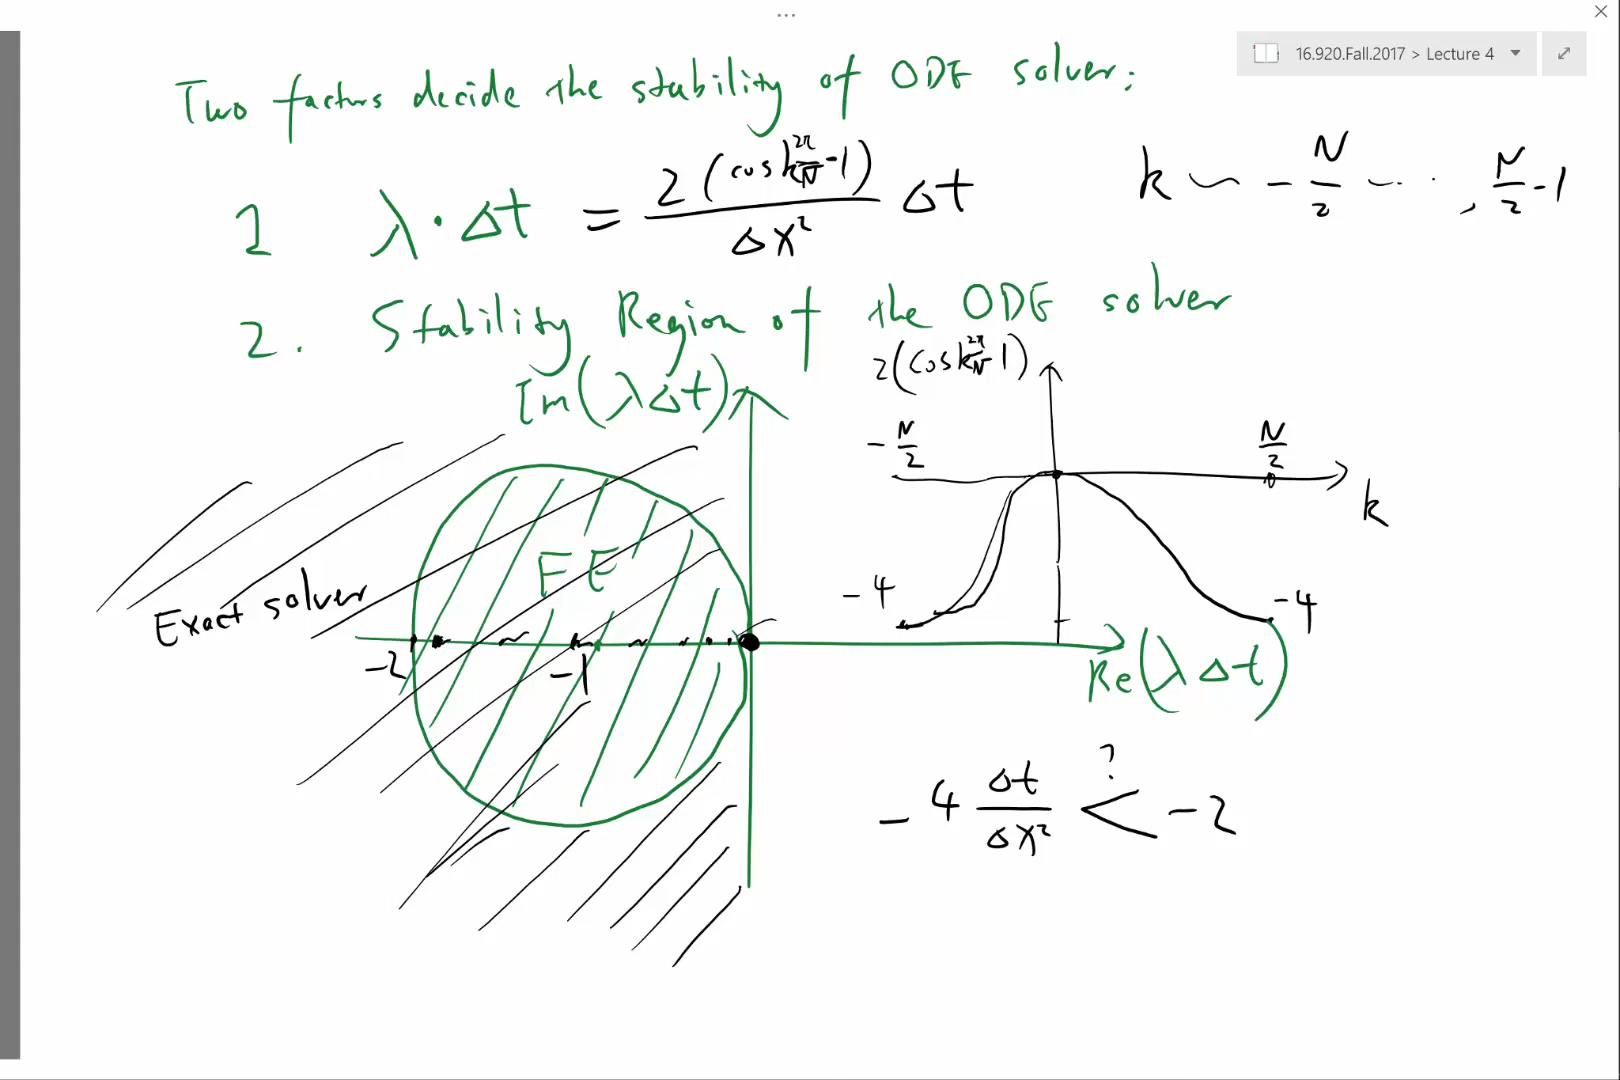 16.920.Fall.2017 > Lecture 4
Two factors decide the stability of ODE solver:
1 λ·Δt = 2(cos k 2π/N -1)/Δx² Δt k ~ -N/2 ..., N/2 -1
2. Stability Region of the ODE solver
Im(λΔt)
2(cos k 2π/N -1)
-N/2
N/2
k
FE
Exact solver
-4
-4
-2
-1
Re(λΔt)
-4 Δt/Δx² <? -2